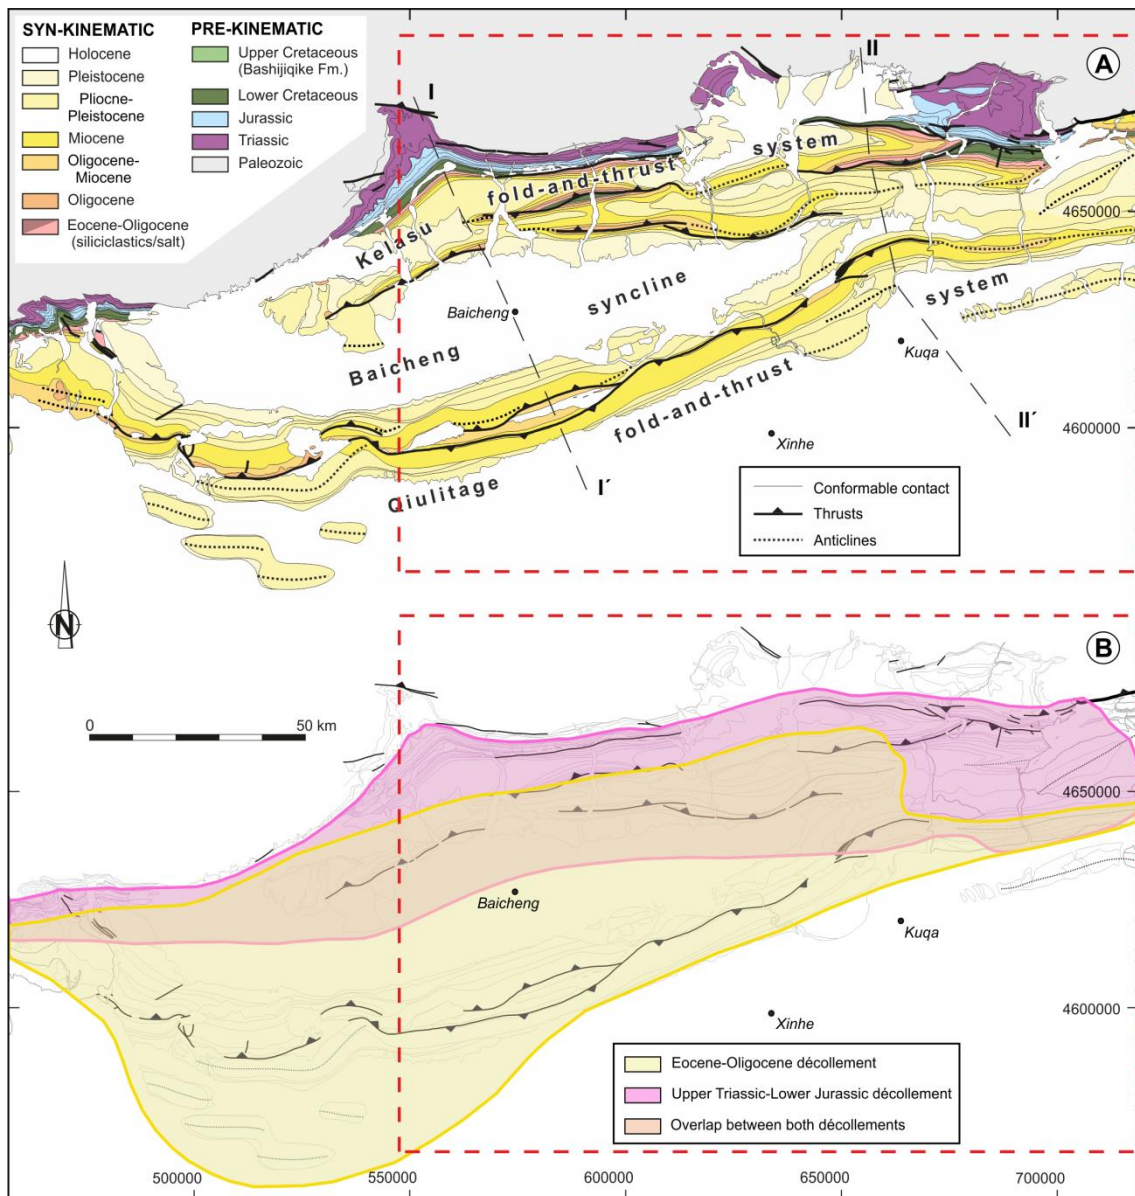 SYN-KINEMATIC
Holocene
Pleistocene
Pliocne-
Pleistocene
Miocene
Oligocene-
Miocene
Oligocene
Eocene-Oligocene
(siliciclastics/salt)
PRE-KINEMATIC
Upper Cretaceous
(Bashijiqike Fm.)
Lower Cretaceous
Jurassic
Triassic
Paleozoic
A
I
II
Kelasu fold-and-thrust system
4650000
Baicheng
Baicheng syncline
Kuqa
Qiulitage fold-and-thrust system
4600000
Xinhe
I´
II´
Conformable contact
Thrusts
Anticlines
N
B
0
50 km
4650000
Baicheng
Kuqa
4600000
Xinhe
Eocene-Oligocene décollement
Upper Triassic-Lower Jurassic décollement
Overlap between both décollements
500000
550000
600000
650000
700000